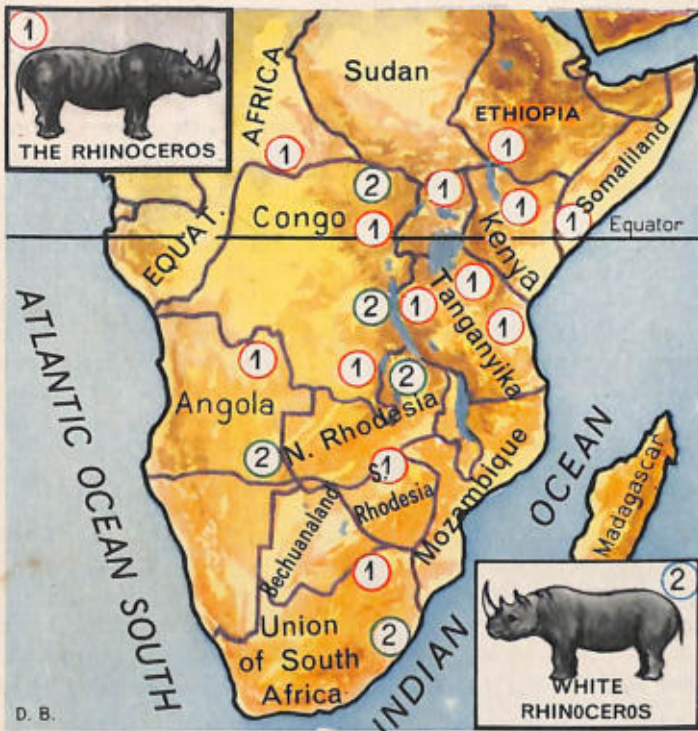 1
THE RHINOCEROS
Sudan
EQUAT. AFRICA
ETHIOPIA
Somaliland
1
1
2
1
1
Congo
1
Kenya
1
Equator
2
1
1
1
Tanganyika
1
1
2
Angola
N. Rhodesia
2
1
S. Rhodesia
Mozambique
Bechuanaland
Madagascar
1
2
Union
of South
Africa
ATLANTIC OCEAN SOUTH
INDIAN OCEAN
2
WHITE
RHINOCEROS
D. B.